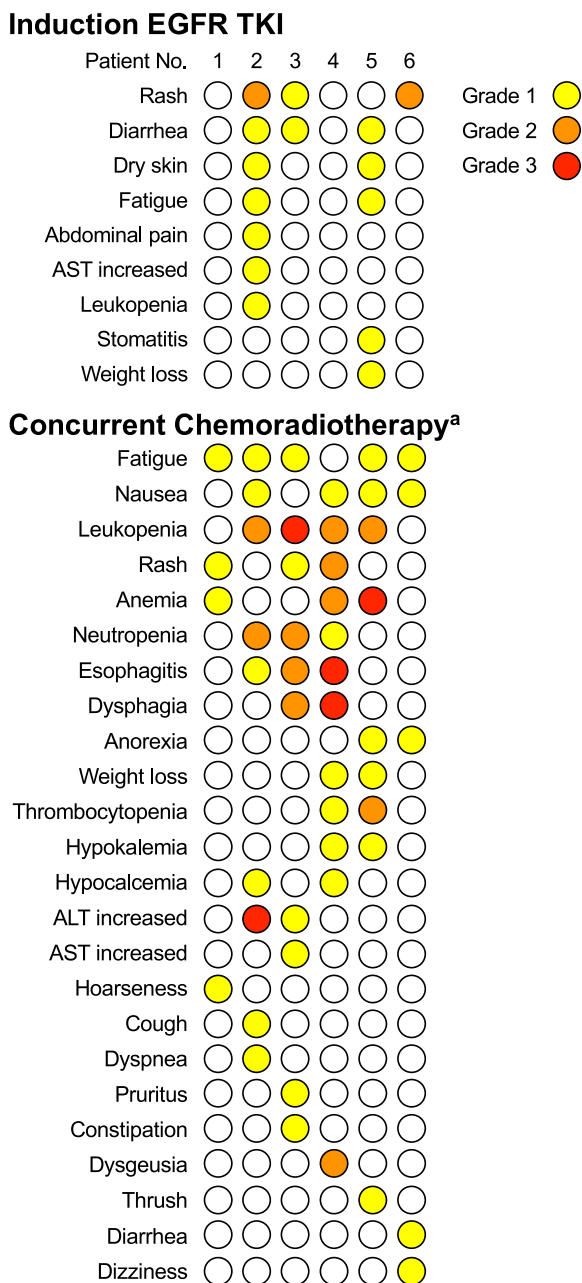 Induction EGFR TKI
Patient No. 1 2 3 4 5 6
Rash Grade 1
Diarrhea Grade 2
Dry skin Grade 3
Fatigue
Abdominal pain
AST increased
Leukopenia
Stomatitis
Weight loss
Concurrent Chemoradiotherapyᵃ
Fatigue
Nausea
Leukopenia
Rash
Anemia
Neutropenia
Esophagitis
Dysphagia
Anorexia
Weight loss
Thrombocytopenia
Hypokalemia
Hypocalcemia
ALT increased
AST increased
Hoarseness
Cough
Dyspnea
Pruritus
Constipation
Dysgeusia
Thrush
Diarrhea
Dizziness